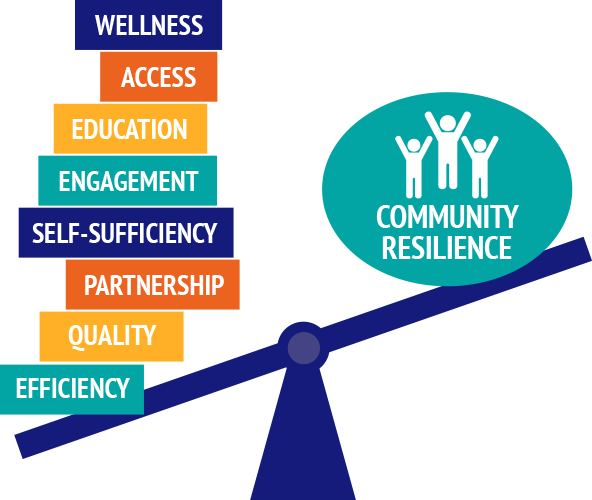 WELLNESS
ACCESS
EDUCATION
ENGAGEMENT
SELF-SUFFICIENCY
PARTNERSHIP
QUALITY
EFFICIENCY
COMMUNITY
RESILIENCE